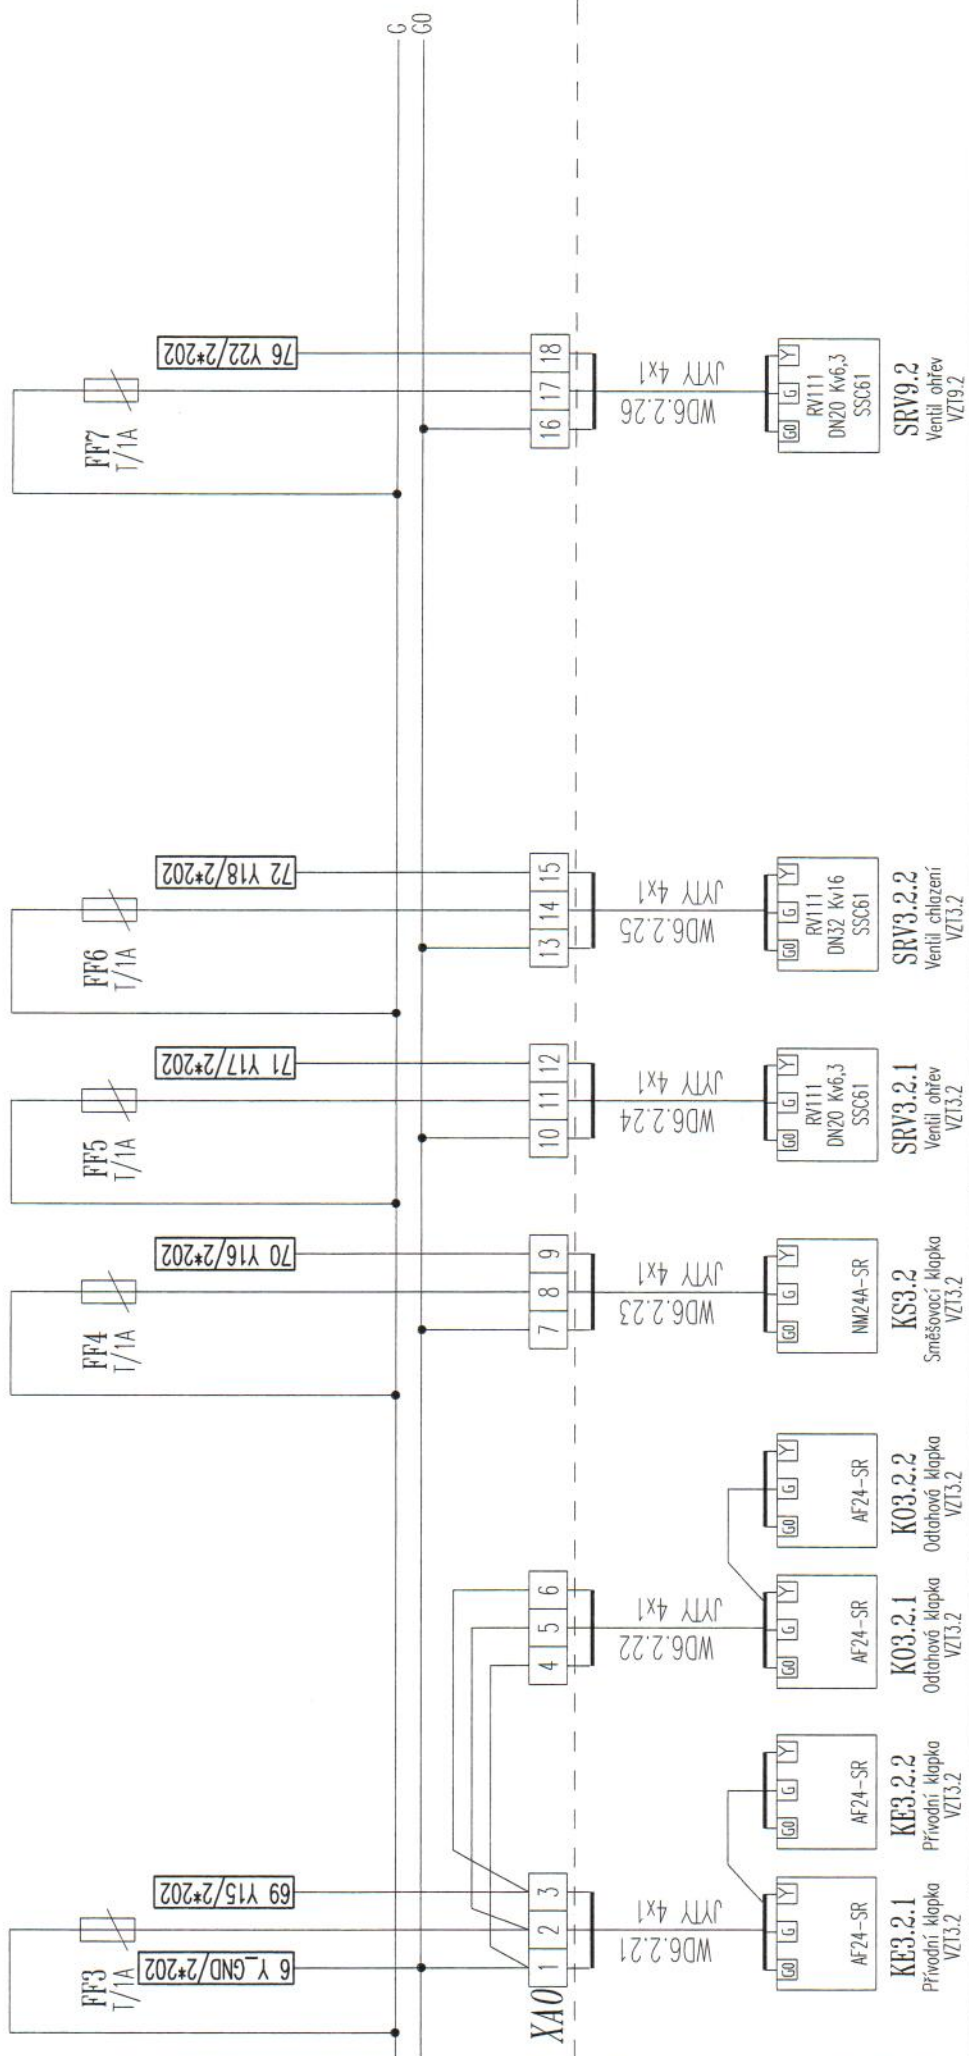 G
G0
FF3
T/1A
6 Y_GND/2*202
69 Y15/2*202
FF4
T/1A
70 Y16/2*202
FF5
T/1A
71 Y17/2*202
FF6
T/1A
72 Y18/2*202
FF7
T/1A
76 Y22/2*202
XA0
1 2 3
4 5 6
7 8 9
10 11 12
13 14 15
16 17 18
WD6.2.21
JYTY 4x1
WD6.2.22
JYTY 4x1
WD6.2.23
JYTY 4x1
WD6.2.24
JYTY 4x1
WD6.2.25
JYTY 4x1
WD6.2.26
JYTY 4x1
G0 G Y
AF24-SR
KE3.2.1
Přívodní klapka
VZT3.2
G0 G Y
AF24-SR
KE3.2.2
Přívodní klapka
VZT3.2
G0 G Y
AF24-SR
KO3.2.1
Odtahová klapka
VZT3.2
G0 G Y
AF24-SR
KO3.2.2
Odtahová klapka
VZT3.2
G0 G Y
NM24A-SR
KS3.2
Směšovací klapka
VZT3.2
G0 G Y
RV111
DN20 Kv6,3
SSC61
SRV3.2.1
Ventil ohřev
VZT3.2
G0 G Y
RV111
DN32 Kv16
SSC61
SRV3.2.2
Ventil chlazení
VZT3.2
G0 G Y
RV111
DN20 Kv6,3
SSC61
SRV9.2
Ventil ohřev
VZT9.2